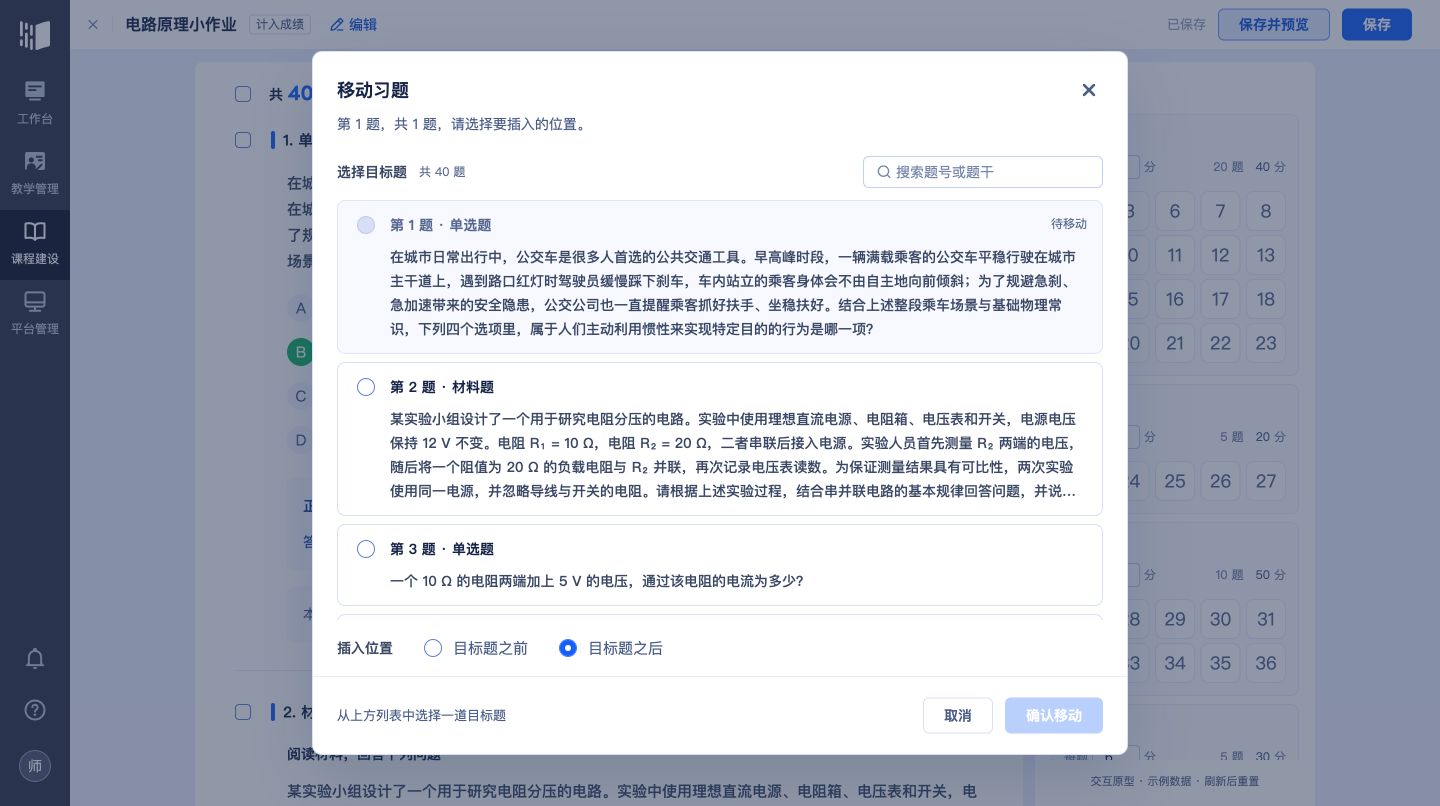 电路原理小作业 计入成绩 编辑 已保存 保存并预览 保存
工作台
教学管理
课程建设
平台管理
师
共 40
1. 单
在城
在城
了规
场景
A
B
C
D
正
答
本
2. 材
某实验小组设计了一个用于研究电阻分压的电路。实验中使用理想直流电源、电阻箱、电压表和开关，电
移动习题
第 1 题，共 1 题，请选择要插入的位置。
选择目标题 共 40 题 搜索题号或题干
第 1 题 · 单选题 待移动
在城市日常出行中，公交车是很多人首选的公共交通工具。早高峰时段，一辆满载乘客的公交车平稳行驶在城市
主干道上，遇到路口红灯时驾驶员缓慢踩下刹车，车内站立的乘客身体会不由自主地向前倾斜；为了规避急刹、
急加速带来的安全隐患，公交公司也一直提醒乘客抓好扶手、坐稳扶好。结合上述整段乘车场景与基础物理常
识，下列四个选项里，属于人们主动利用惯性来实现特定目的的行为是哪一项？
第 2 题 · 材料题
某实验小组设计了一个用于研究电阻分压的电路。实验中使用理想直流电源、电阻箱、电压表和开关，电源电压
保持 12 V 不变。电阻 R₁ = 10 Ω，电阻 R₂ = 20 Ω，二者串联后接入电源。实验人员首先测量 R₂ 两端的电压，
随后将一个阻值为 20 Ω 的负载电阻与 R₂ 并联，再次记录电压表读数。为保证测量结果具有可比性，两次实验
使用同一电源，并忽略导线与开关的电阻。请根据上述实验过程，结合串并联电路的基本规律回答问题，并说…
第 3 题 · 单选题
一个 10 Ω 的电阻两端加上 5 V 的电压，通过该电阻的电流为多少？
插入位置 目标题之前 目标题之后
从上方列表中选择一道目标题 取消 确认移动
分 20 题 40 分
6 7 8
11 12 13
16 17 18
21 22 23
分 5 题 20 分
25 26 27
分 10 题 50 分
29 30 31
34 35 36
分 5 题 30 分
交互原型 · 示例数据 · 刷新后重置